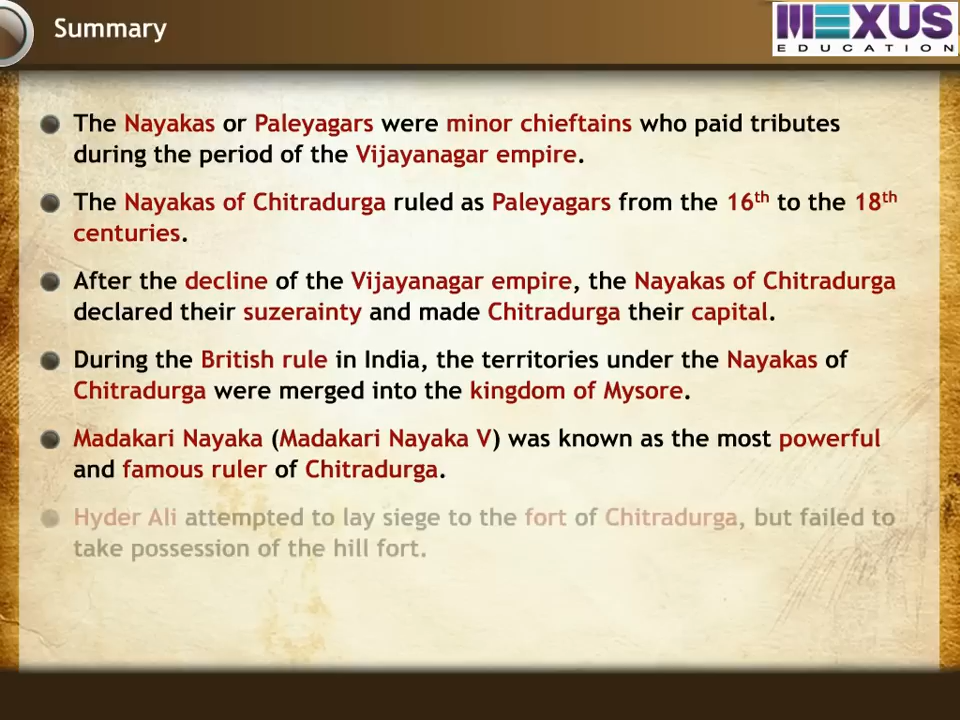 Summary
MEXUS
EDUCATION
The Nayakas or Paleyagars were minor chieftains who paid tributes
during the period of the Vijayanagar empire.
The Nayakas of Chitradurga ruled as Paleyagars from the 16th to the 18th
centuries.
After the decline of the Vijayanagar empire, the Nayakas of Chitradurga
declared their suzerainty and made Chitradurga their capital.
During the British rule in India, the territories under the Nayakas of
Chitradurga were merged into the kingdom of Mysore.
Madakari Nayaka (Madakari Nayaka V) was known as the most powerful
and famous ruler of Chitradurga.
Hyder Ali attempted to lay siege to the fort of Chitradurga, but failed to
take possession of the hill fort.